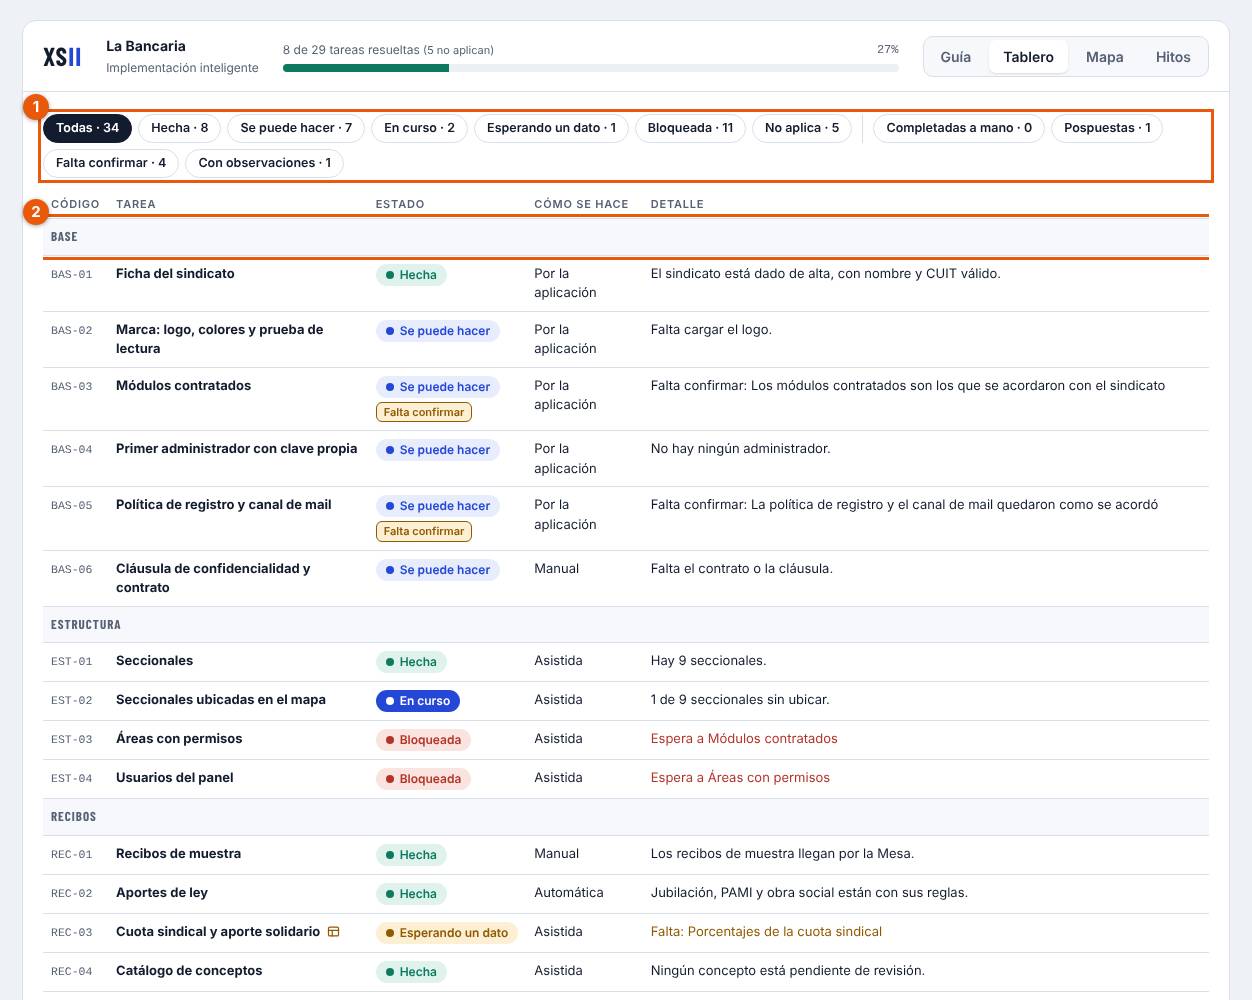 XSII
La Bancaria
Implementación inteligente
8 de 29 tareas resueltas (5 no aplican)
27%
Guía
Tablero
Mapa
Hitos
1
Todas · 34
Hecha · 8
Se puede hacer · 7
En curso · 2
Esperando un dato · 1
Bloqueada · 11
No aplica · 5
Completadas a mano · 0
Pospuestas · 1
Falta confirmar · 4
Con observaciones · 1
2
CÓDIGO TAREA ESTADO CÓMO SE HACE DETALLE
BASE
BAS-01 Ficha del sindicato Hecha Por la aplicación El sindicato está dado de alta, con nombre y CUIT válido.
BAS-02 Marca: logo, colores y prueba de lectura Se puede hacer Por la aplicación Falta cargar el logo.
BAS-03 Módulos contratados Se puede hacer Falta confirmar Por la aplicación Falta confirmar: Los módulos contratados son los que se acordaron con el sindicato
BAS-04 Primer administrador con clave propia Se puede hacer Por la aplicación No hay ningún administrador.
BAS-05 Política de registro y canal de mail Se puede hacer Falta confirmar Por la aplicación Falta confirmar: La política de registro y el canal de mail quedaron como se acordó
BAS-06 Cláusula de confidencialidad y contrato Se puede hacer Manual Falta el contrato o la cláusula.
ESTRUCTURA
EST-01 Seccionales Hecha Asistida Hay 9 seccionales.
EST-02 Seccionales ubicadas en el mapa En curso Asistida 1 de 9 seccionales sin ubicar.
EST-03 Áreas con permisos Bloqueada Asistida Espera a Módulos contratados
EST-04 Usuarios del panel Bloqueada Asistida Espera a Áreas con permisos
RECIBOS
REC-01 Recibos de muestra Hecha Manual Los recibos de muestra llegan por la Mesa.
REC-02 Aportes de ley Hecha Automática Jubilación, PAMI y obra social están con sus reglas.
REC-03 Cuota sindical y aporte solidario Esperando un dato Asistida Falta: Porcentajes de la cuota sindical
REC-04 Catálogo de conceptos Hecha Asistida Ningún concepto está pendiente de revisión.